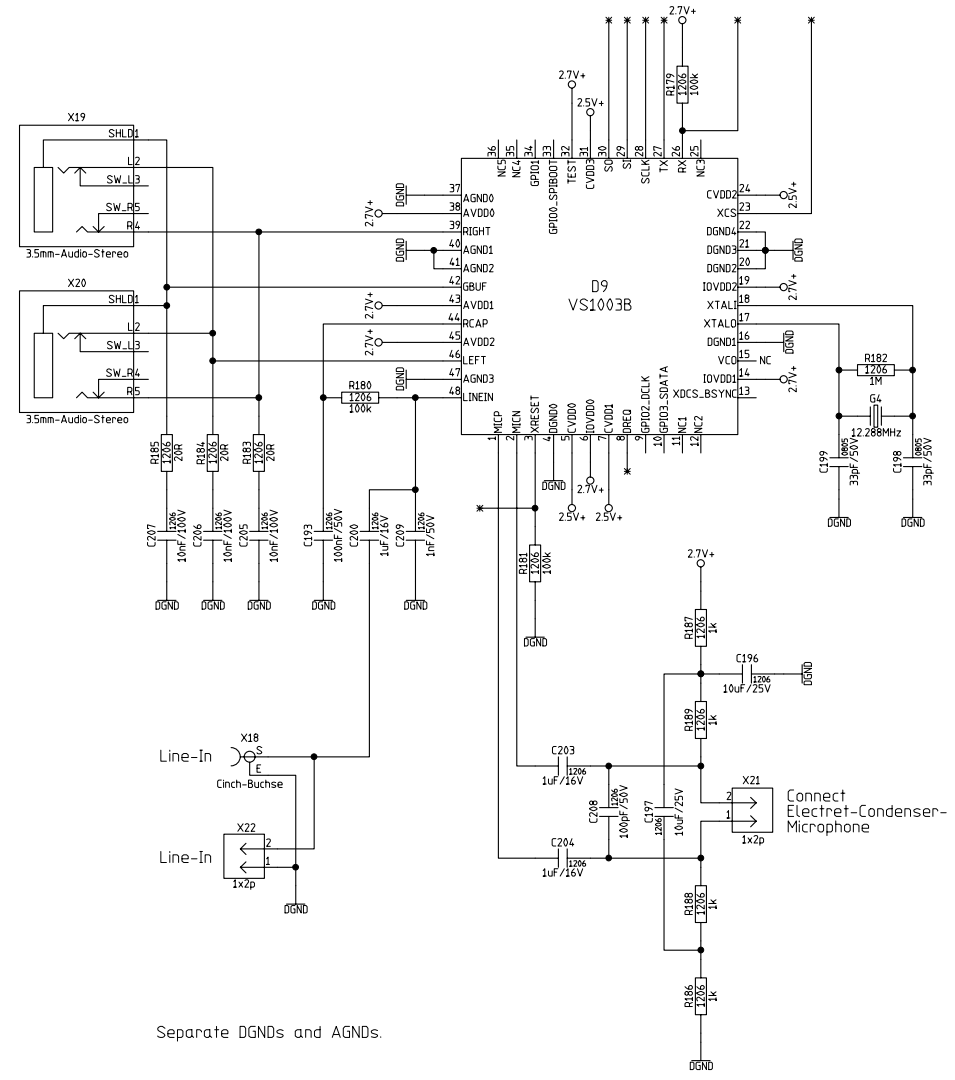 2.7V+
R179
1206
100k
2.7V+
2.5V+
X19
SHLD1
L2
SW_L3
SW_R5
R4
3.5mm-Audio-Stereo
X20
SHLD1
L2
SW_L3
SW_R4
R5
3.5mm-Audio-Stereo
36 35 34 33 32 31 30 29 28 27 26 25
NC5
NC4
GPIO1
GPIO0_SPIBOOT
TEST
CVDD3
SO
SI
SCLK
TX
RX
NC3
DGND
37 AGND0
2.7V+
38 AVDD0
39 RIGHT
DGND
40 AGND1
41 AGND2
42 GBUF
2.7V+
43 AVDD1
44 RCAP
2.7V+
45 AVDD2
46 LEFT
DGND
47 AGND3
48 LINEIN
D9
VS1003B
CVDD2 24
2.5V+
XCS 23
DGND4 22
DGND3 21
DGND
DGND2 20
IOVDD2 19
2.7V+
XTALI 18
XTALO 17
DGND1 16
DGND
VCO 15 NC
IOVDD1 14
2.7V+
XDCS_BSYNC 13
MICP
MICN
XRESET
DGND0
CVDD0
IOVDD0
CVDD1
DREQ
GPIO2_DCLK
GPIO3_SDATA
NC1
NC2
1 2 3 4 5 6 7 8 9 10 11 12
R182
1206
1M
G4
12.288MHz
C199
0805
33pF/50V
C198
0805
33pF/50V
DGND
DGND
R180
1206
100k
R185
1206
20R
R184
1206
20R
R183
1206
20R
DGND
2.7V+
2.5V+
2.5V+
C207
1206
10nF/100V
C206
1206
10nF/100V
C205
1206
10nF/100V
C193
1206
100nF/50V
C200
1206
1uF/16V
C209
1206
1nF/50V
DGND
DGND
DGND
DGND
DGND
R181
1206
100k
DGND
2.7V+
R187
1206
1k
C196
1206
10uF/25V
DGND
R189
1206
1k
Line-In
X18
S
E
Cinch-Buchse
C203
1206
1uF/16V
C208
1206
100pF/50V
C197
1206
10uF/25V
X21
2
1
1x2p
Connect
Electret-Condenser-
Microphone
Line-In
X22
2
1
1x2p
DGND
C204
1206
1uF/16V
R188
1206
1k
R186
1206
1k
DGND
Separate DGNDs and AGNDs.